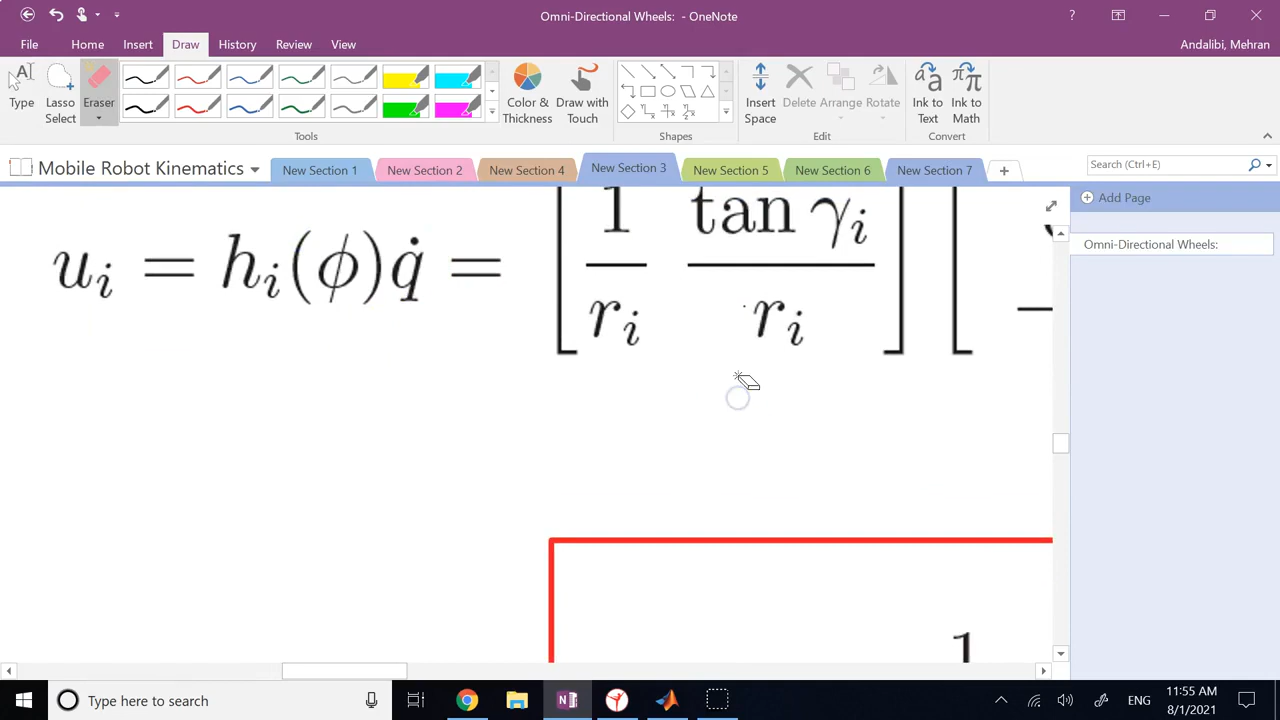 Omni-Directional Wheels:  - OneNote
?
File Home Insert Draw History Review View
Andalibi, Mehran
Type
Lasso Select
Eraser
Color & Thickness
Draw with Touch
Insert Space
Delete Arrange Rotate
Ink to Text
Ink to Math
Tools
Shapes
Edit
Convert
Mobile Robot Kinematics
New Section 1 New Section 2 New Section 4 New Section 3 New Section 5 New Section 6 New Section 7
Search (Ctrl+E)
Add Page
Omni-Directional Wheels:
u_i = h_i(ϕ)q̇ = [ 1/r_i  tan γ_i/r_i ] [
1
Type here to search
ENG
11:55 AM
8/1/2021